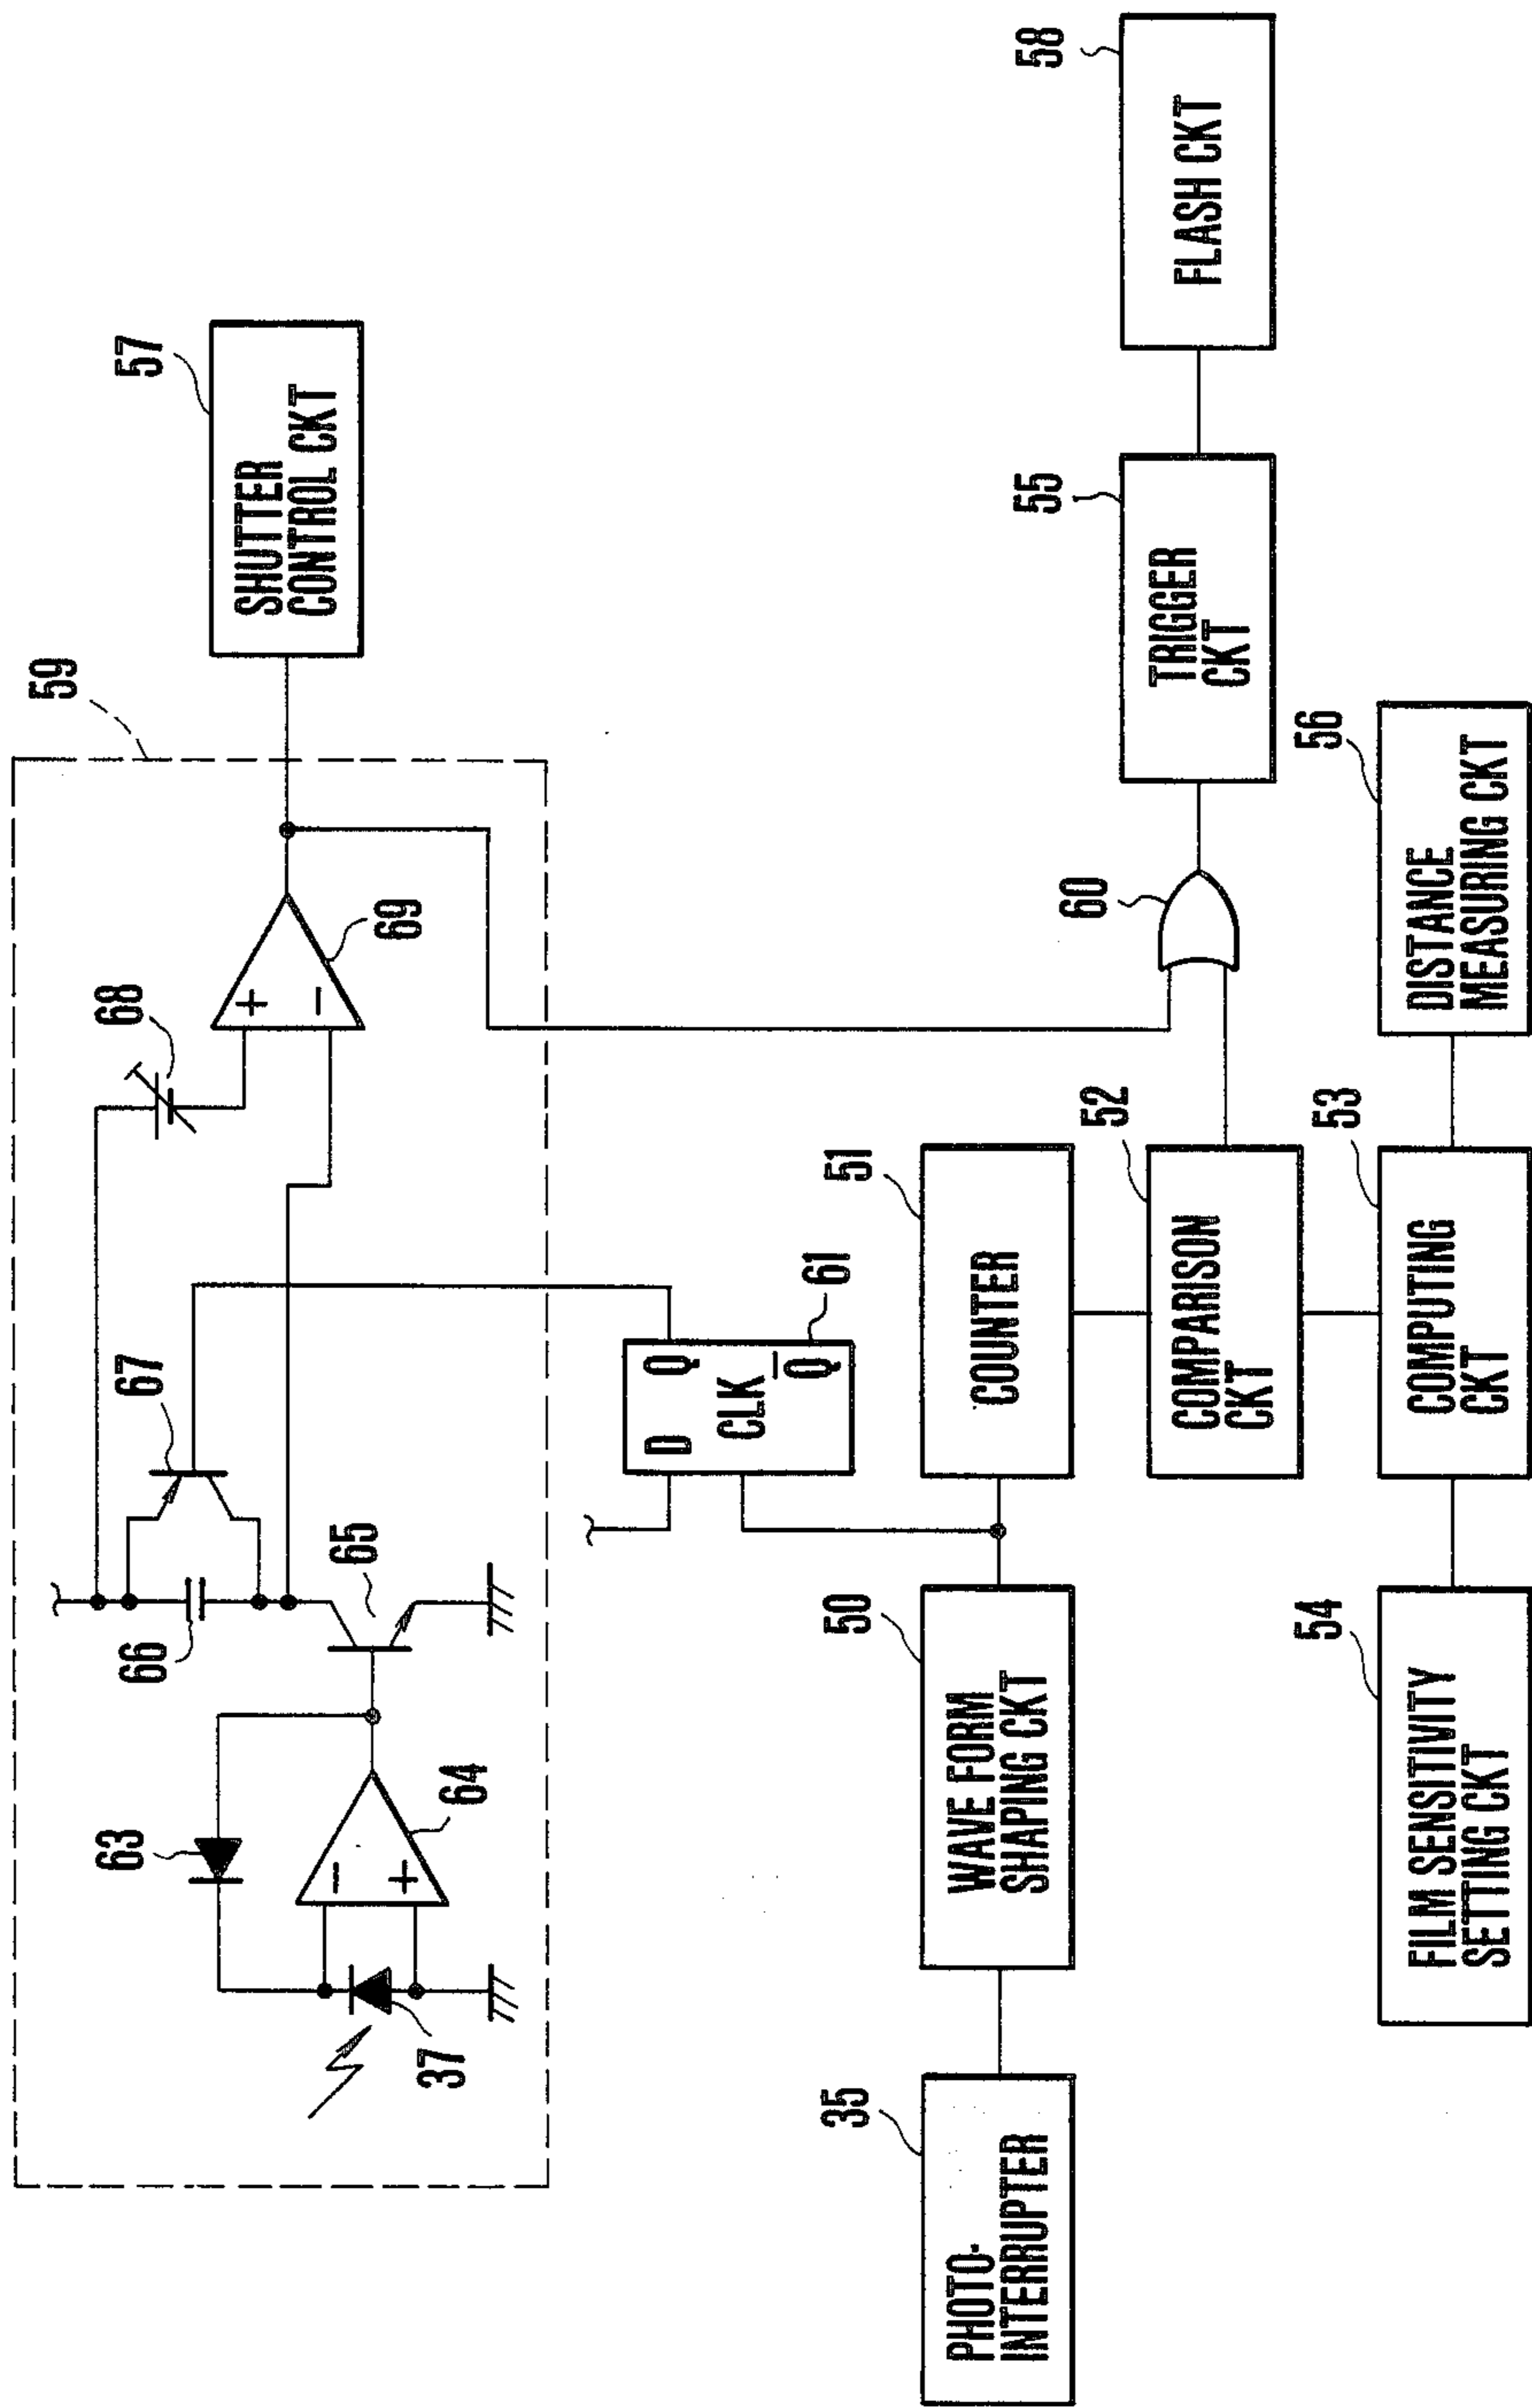 59
57
SHUTTER
CONTROL CKT
68
+
−
69
67
66
65
63
−
+
64
37
D Q
CLK
Q̅
61
35
PHOTO-
INTERRUPTER
50
WAVE FORM
SHAPING CKT
51
COUNTER
52
COMPARISON
CKT
60
55
TRIGGER
CKT
58
FLASH CKT
54
FILM SENSITIVITY
SETTING CKT
53
COMPUTING
CKT
56
DISTANCE
MEASURING CKT